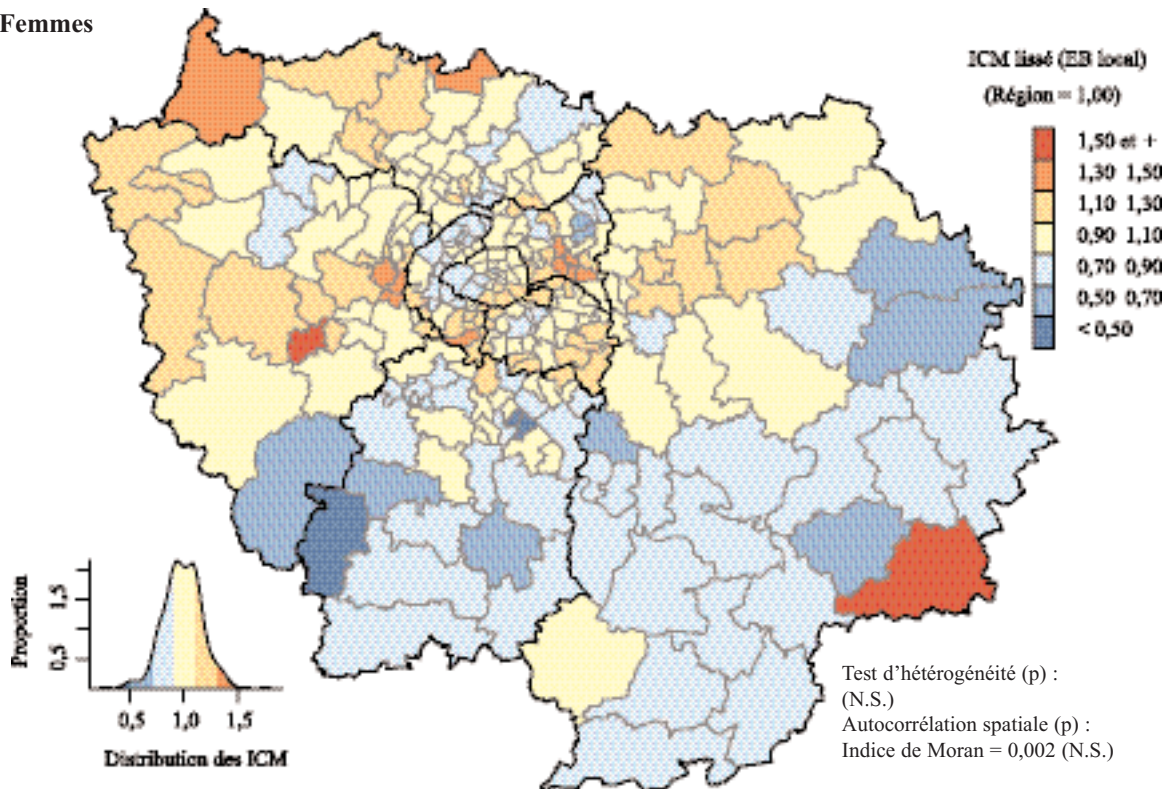 Femmes
ICM lissé (EB local)
(Région = 1,00)
1,50 et +
1,30 1,50
1,10 1,30
0,90 1,10
0,70 0,90
0,50 0,70
< 0,50
Proportion
1,5
0,5
0,5 1,0 1,5
Distribution des ICM
Test d’hétérogénéité (p) :
(N.S.)
Autocorrélation spatiale (p) :
Indice de Moran = 0,002 (N.S.)